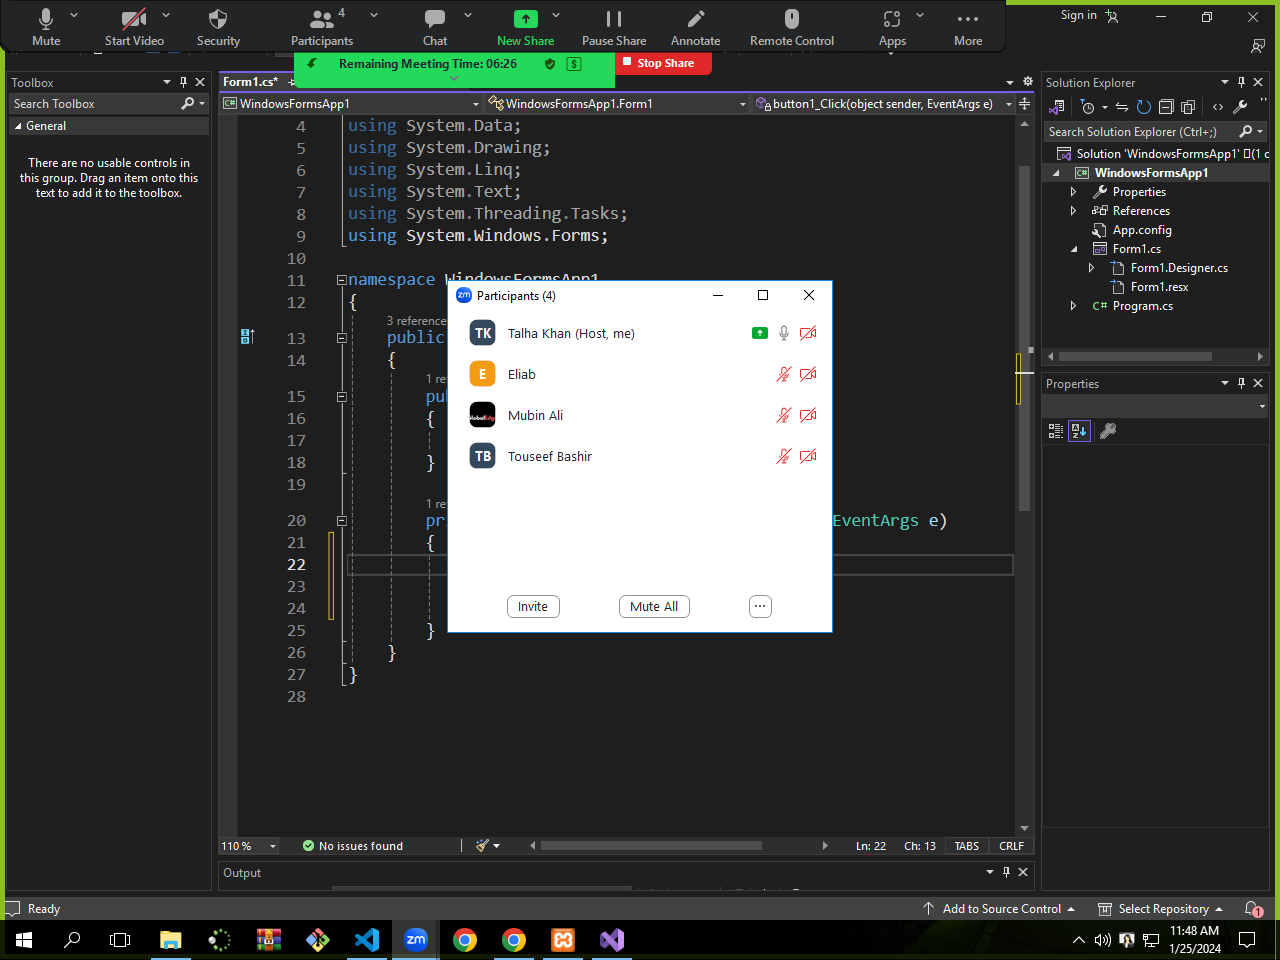 Mute
Start Video
Security
Participants
4
Chat
New Share
Pause Share
Annotate
Remote Control
Apps
More
Sign in
Remaining Meeting Time: 06:26
Stop Share
Toolbox
Search Toolbox
General
There are no usable controls in
this group. Drag an item onto this
text to add it to the toolbox.
Form1.cs*
WindowsFormsApp1
WindowsFormsApp1.Form1
button1_Click(object sender, EventArgs e)
4 using System.Data;
5 using System.Drawing;
6 using System.Linq;
7 using System.Text;
8 using System.Threading.Tasks;
9 using System.Windows.Forms;
10
11 namespace WindowsFormsApp1
12 {
3 reference
13 public
14 {
1 re
15 pu
16 {
17
18 }
19
1 re
20 pr EventArgs e)
21 {
22
23
24
25 }
26 }
27 }
28
zm Participants (4)
TK Talha Khan (Host, me)
E Eliab
Mubin Ali
TB Touseef Bashir
Invite
Mute All
...
Solution Explorer
Search Solution Explorer (Ctrl+;)
Solution 'WindowsFormsApp1' (1 c
WindowsFormsApp1
Properties
References
App.config
Form1.cs
Form1.Designer.cs
Form1.resx
Program.cs
Properties
110 %
No issues found
Ln: 22
Ch: 13
TABS
CRLF
Output
Ready
Add to Source Control
Select Repository
1
zm
11:48 AM
1/25/2024